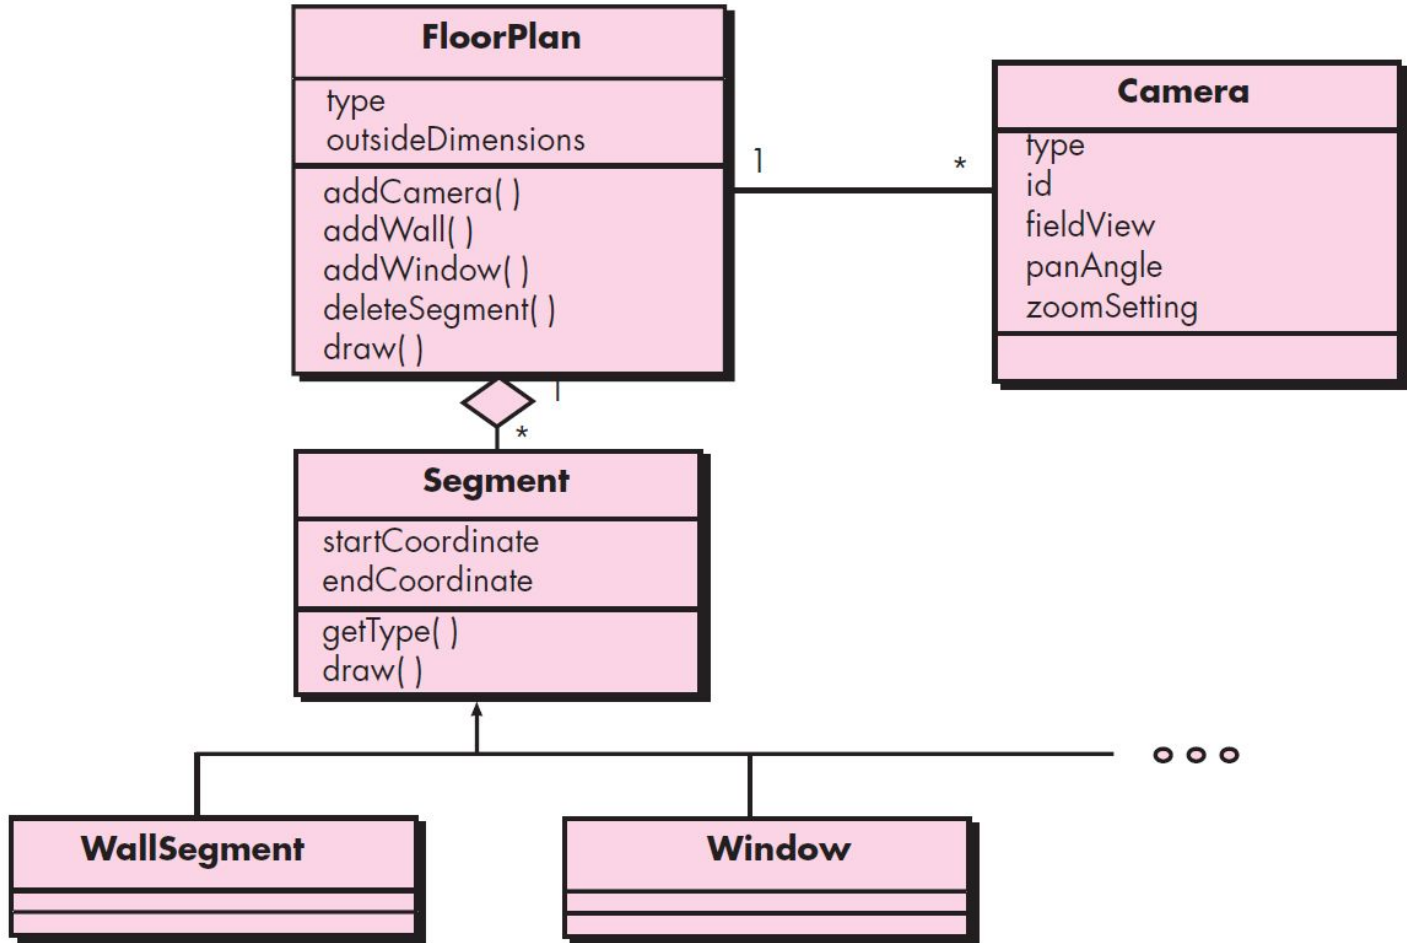 FloorPlan
type
outsideDimensions
addCamera( )
addWall( )
addWindow( )
deleteSegment( )
draw( )
1
*
Camera
type
id
fieldView
panAngle
zoomSetting
1
*
Segment
startCoordinate
endCoordinate
getType( )
draw( )
WallSegment
Window